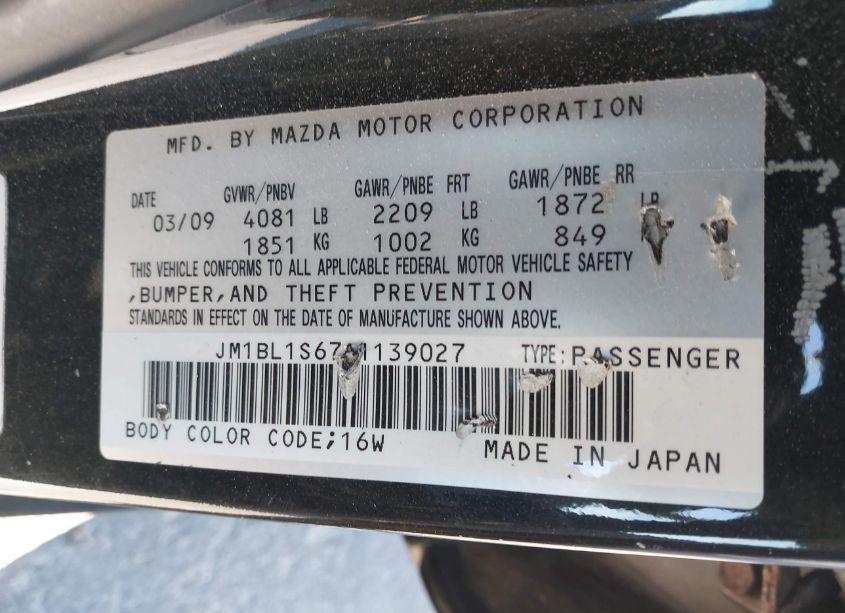 MFD. BY MAZDA MOTOR CORPORATION
DATE GVWR/PNBV GAWR/PNBE FRT GAWR/PNBE RR
03/09 4081 LB 2209 LB 1872 LB
1851 KG 1002 KG 849 KG
THIS VEHICLE CONFORMS TO ALL APPLICABLE FEDERAL MOTOR VEHICLE SAFETY
,BUMPER,AND THEFT PREVENTION
STANDARDS IN EFFECT ON THE DATE OF MANUFACTURE SHOWN ABOVE.
TYPE:PASSENGER
BODY COLOR CODE;16W
MADE IN JAPAN